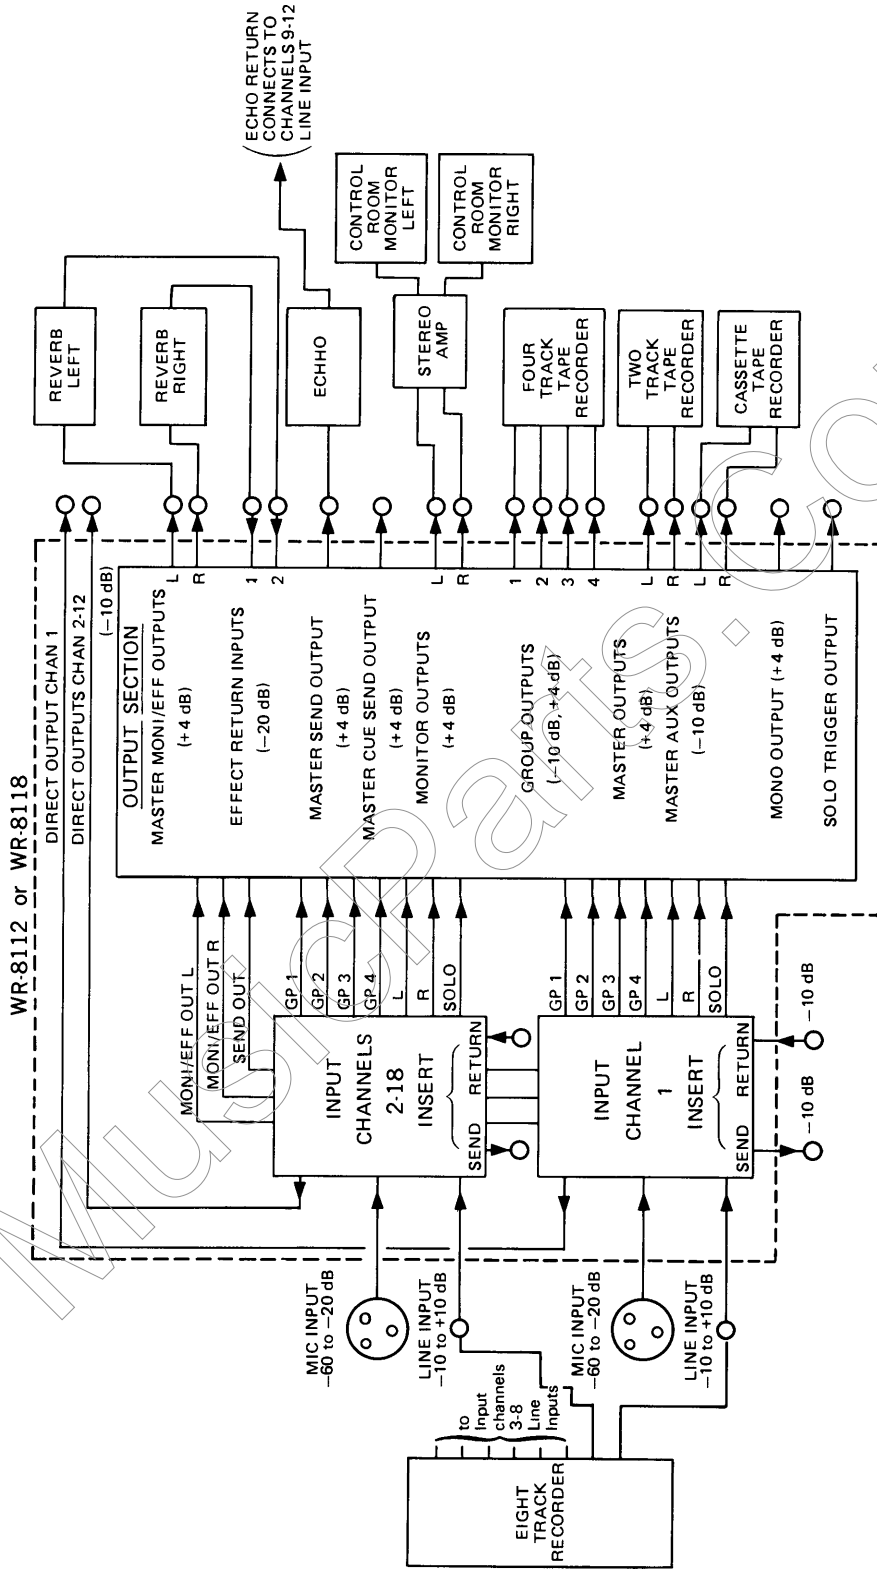 WR-8112 or WR-8118
DIRECT OUTPUT CHAN 1
DIRECT OUTPUTS CHAN 2-12
(−10 dB)
OUTPUT SECTION
MASTER MONI/EFF OUTPUTS
(+4 dB)
L
R
EFFECT RETURN INPUTS
(−20 dB)
1
2
MASTER SEND OUTPUT
(+4 dB)
MASTER CUE SEND OUTPUT
(+4 dB)
MONITOR OUTPUTS
(+4 dB)
L
R
GROUP OUTPUTS
(−10 dB, +4 dB)
1
2
3
4
MASTER OUTPUTS
(+4 dB)
L
R
MASTER AUX OUTPUTS
(−10 dB)
L
R
MONO OUTPUT (+4 dB)
SOLO TRIGGER OUTPUT
REVERB
LEFT
REVERB
RIGHT
ECHHO
(ECHO RETURN
CONNECTS TO
CHANNELS 9-12
LINE INPUT
STEREO
AMP
CONTROL
ROOM
MONITOR
LEFT
CONTROL
ROOM
MONITOR
RIGHT
FOUR
TRACK
TAPE
RECORDER
TWO
TRACK
TAPE
RECORDER
CASSETTE
TAPE
RECORDER
MONI/EFF OUT L
MONI/EFF OUT R
SEND OUT
GP 1
GP 2
GP 3
GP 4
L
R
SOLO
INPUT
CHANNELS
2-18
INSERT
SEND RETURN
GP 1
GP 2
GP 3
GP 4
L
R
SOLO
INPUT
CHANNEL
1
INSERT
SEND RETURN
−10 dB
−10 dB
MIC INPUT
−60 to −20 dB
LINE INPUT
−10 to +10 dB
MIC INPUT
−60 to −20 dB
LINE INPUT
−10 to +10 dB
to
Input
channels
3-8
Line
Inputs
EIGHT
TRACK
RECORDER
MusicParts.Co